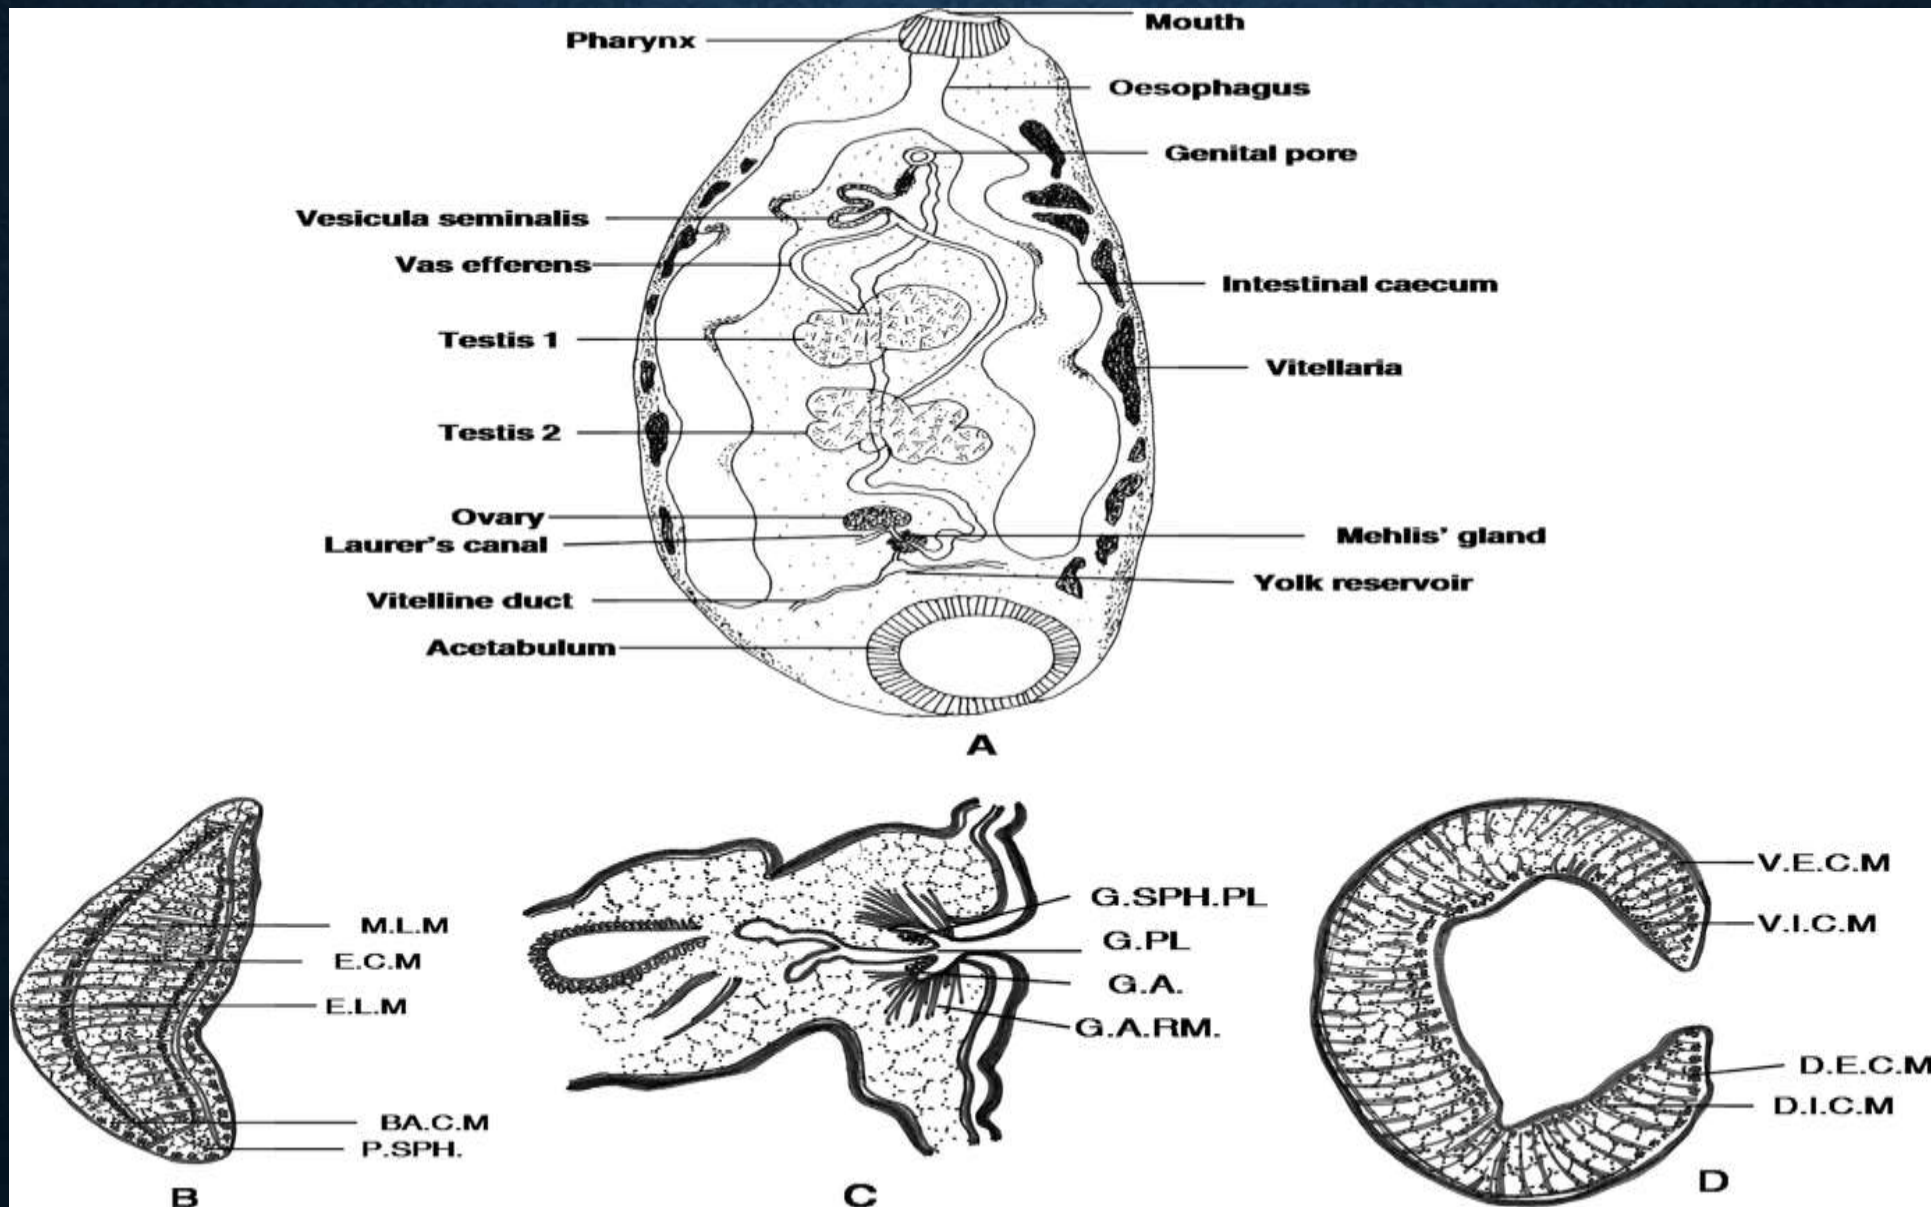 Mouth
Pharynx
Oesophagus
Genital pore
Vesicula seminalis
Vas efferens
Intestinal caecum
Testis 1
Vitellaria
Testis 2
Ovary
Laurer's canal
Mehlis' gland
Yolk reservoir
Vitelline duct
Acetabulum
A
M.L.M
E.C.M
E.L.M
BA.C.M
P.SPH.
B
G.SPH.PL
G.PL
G.A.
G.A.RM.
C
V.E.C.M
V.I.C.M
D.E.C.M
D.I.C.M
D